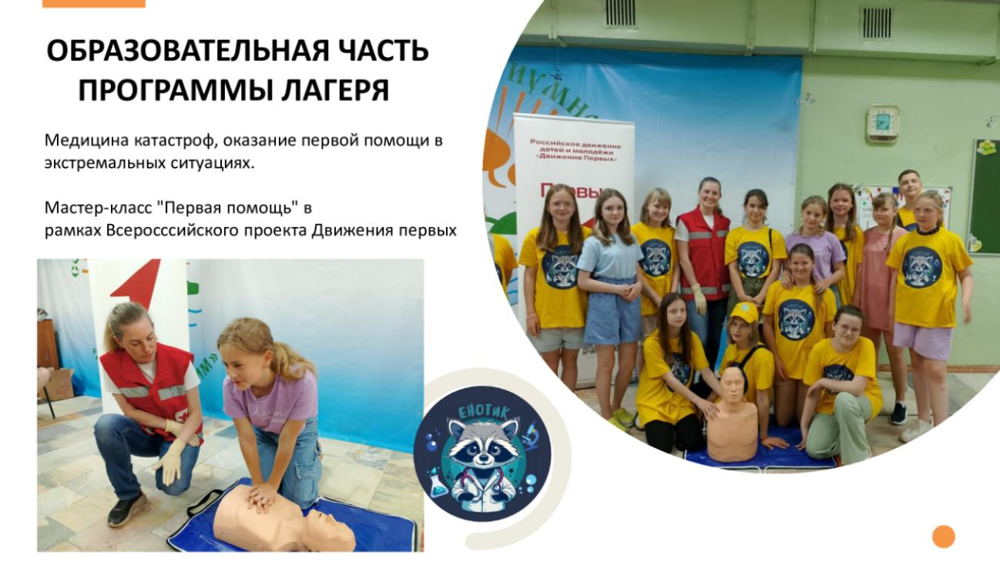 ОБРАЗОВАТЕЛЬНАЯ ЧАСТЬ
ПРОГРАММЫ ЛАГЕРЯ
Медицина катастроф, оказание первой помощи в
экстремальных ситуациях.
Мастер-класс "Первая помощь" в
рамках Всеросссийского проекта Движения первых
Российское движение
детей и молодёжи
«Движение Первых»
ЕНОТИК